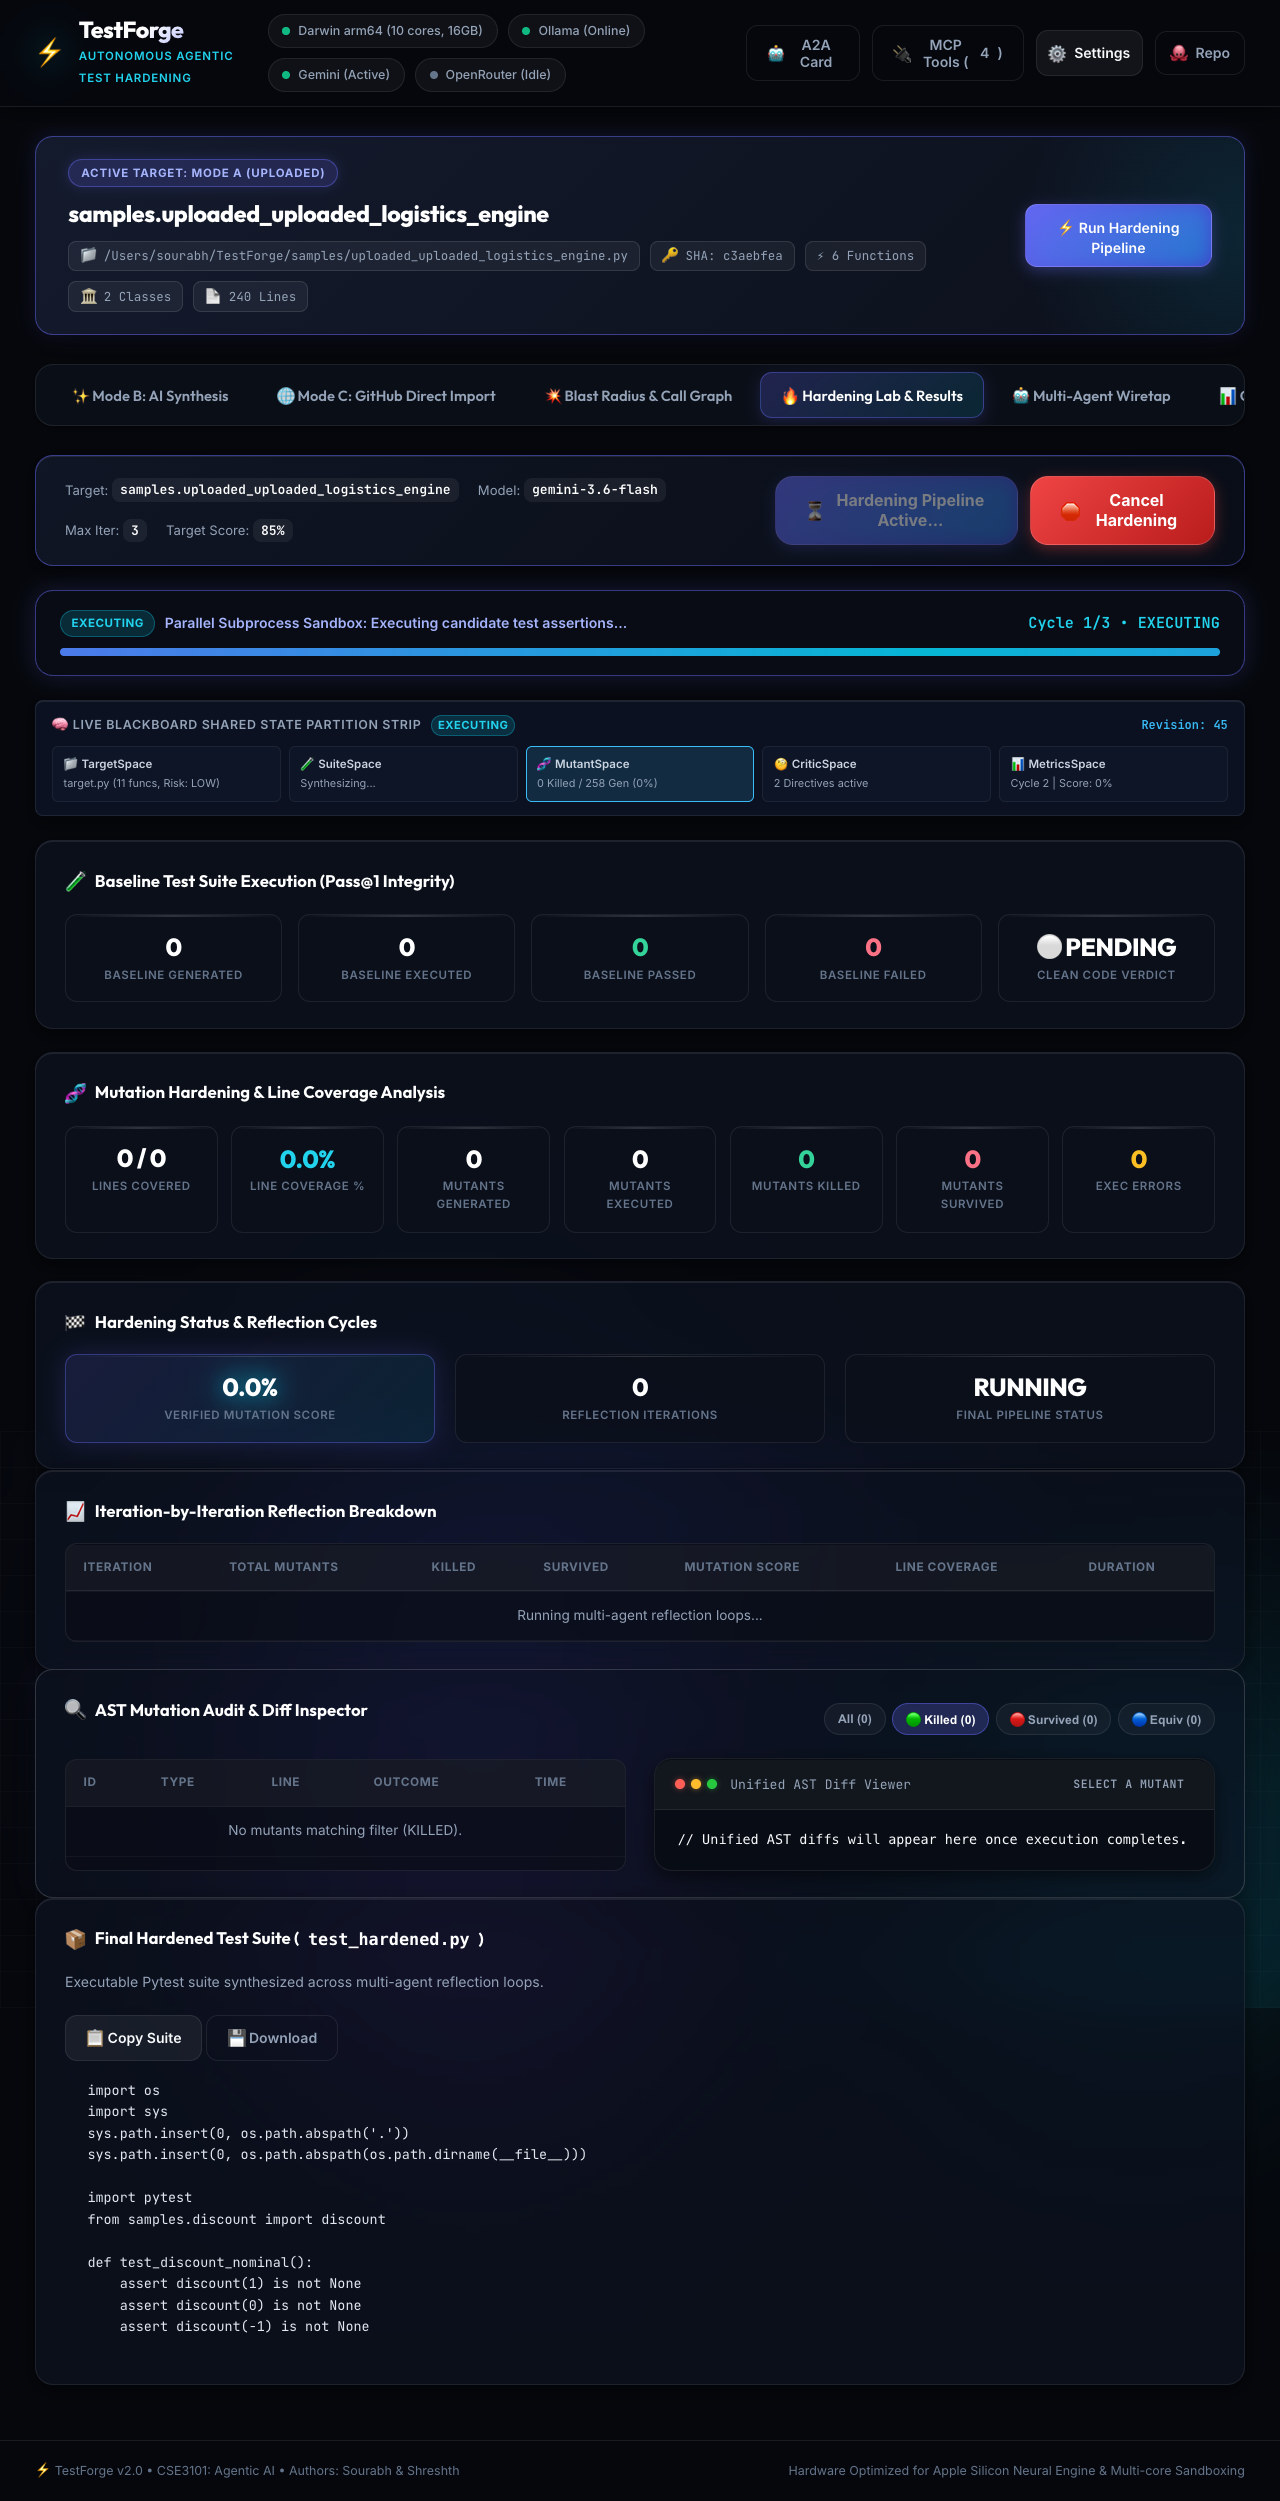 TestForge
AUTONOMOUS AGENTIC
TEST HARDENING
Darwin arm64 (10 cores, 16GB)
Ollama (Online)
Gemini (Active)
OpenRouter (Idle)
A2A
Card
MCP
Tools ( 4 )
Settings
Repo
ACTIVE TARGET: MODE A (UPLOADED)
samples.uploaded_uploaded_logistics_engine
/Users/sourabh/TestForge/samples/uploaded_uploaded_logistics_engine.py
SHA: c3aebfea
⚡ 6 Functions
2 Classes
240 Lines
⚡ Run Hardening
Pipeline
Mode B: AI Synthesis
Mode C: GitHub Direct Import
Blast Radius & Call Graph
Hardening Lab & Results
Multi-Agent Wiretap
Target: samples.uploaded_uploaded_logistics_engine
Model: gemini-3.6-flash
Max Iter: 3
Target Score: 85%
Hardening Pipeline
Active...
Cancel
Hardening
EXECUTING
Parallel Subprocess Sandbox: Executing candidate test assertions...
Cycle 1/3 • EXECUTING
LIVE BLACKBOARD SHARED STATE PARTITION STRIP
EXECUTING
Revision: 45
TargetSpace
target.py (11 funcs, Risk: LOW)
SuiteSpace
Synthesizing...
MutantSpace
0 Killed / 258 Gen (0%)
CriticSpace
2 Directives active
MetricsSpace
Cycle 2 | Score: 0%
Baseline Test Suite Execution (Pass@1 Integrity)
0
BASELINE GENERATED
0
BASELINE EXECUTED
0
BASELINE PASSED
0
BASELINE FAILED
PENDING
CLEAN CODE VERDICT
Mutation Hardening & Line Coverage Analysis
0 / 0
LINES COVERED
0.0%
LINE COVERAGE %
0
MUTANTS
GENERATED
0
MUTANTS
EXECUTED
0
MUTANTS KILLED
0
MUTANTS
SURVIVED
0
EXEC ERRORS
Hardening Status & Reflection Cycles
0.0%
VERIFIED MUTATION SCORE
0
REFLECTION ITERATIONS
RUNNING
FINAL PIPELINE STATUS
Iteration-by-Iteration Reflection Breakdown
ITERATION TOTAL MUTANTS KILLED SURVIVED MUTATION SCORE LINE COVERAGE DURATION
Running multi-agent reflection loops...
AST Mutation Audit & Diff Inspector
All (0)
Killed (0)
Survived (0)
Equiv (0)
ID TYPE LINE OUTCOME TIME
No mutants matching filter (KILLED).
Unified AST Diff Viewer
SELECT A MUTANT
// Unified AST diffs will appear here once execution completes.
Final Hardened Test Suite ( test_hardened.py )
Executable Pytest suite synthesized across multi-agent reflection loops.
Copy Suite
Download
import os
import sys
sys.path.insert(0, os.path.abspath('.'))
sys.path.insert(0, os.path.abspath(os.path.dirname(__file__)))
import pytest
from samples.discount import discount
def test_discount_nominal():
assert discount(1) is not None
assert discount(0) is not None
assert discount(-1) is not None
⚡ TestForge v2.0 • CSE3101: Agentic AI • Authors: Sourabh & Shreshth
Hardware Optimized for Apple Silicon Neural Engine & Multi-core Sandboxing